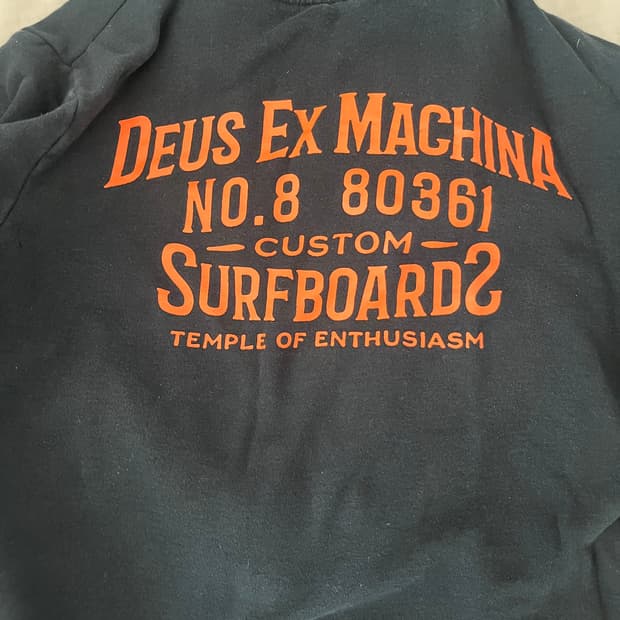 DEUS EX MACHINA
NO.8 80361
CUSTOM
SURFBOARDS
TEMPLE OF ENTHUSIASM